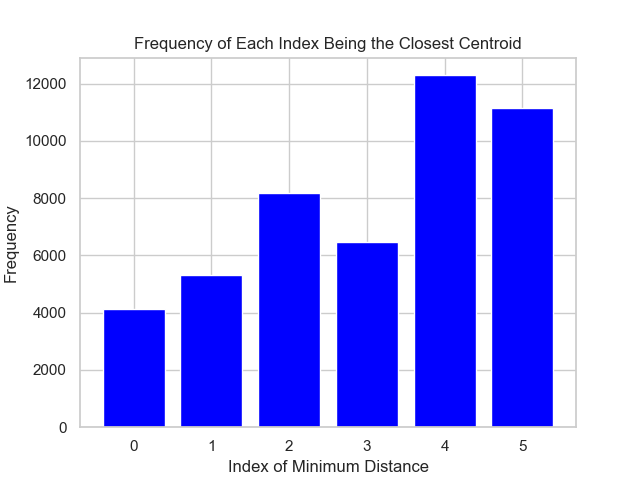 Frequency of Each Index Being the Closest Centroid
12000
10000
8000
6000
4000
2000
0
Frequency
0 1 2 3 4 5
Index of Minimum Distance